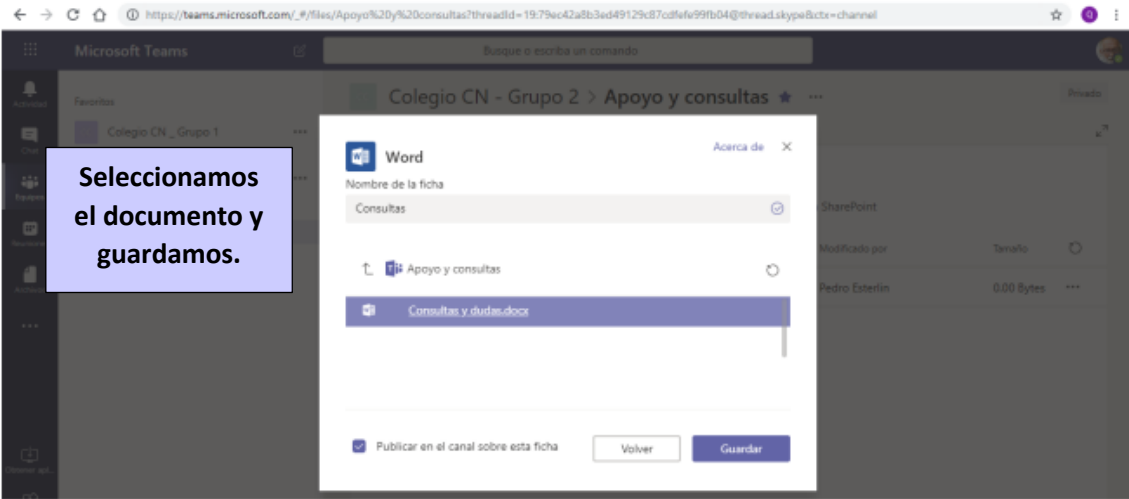 https://teams.microsoft.com/_#/files/Apoyo%20y%20consultas?threadId=19:79ec42a8b3ed49129c87cdfefe99fb04@thread.skype&ctx=channel
Microsoft Teams
Busque o escriba un comando
Actividad
Favoritos
Colegio CN - Grupo 2 > Apoyo y consultas
Privado
Colegio CN _ Grupo 1
Chat
Word
Acerca de
Seleccionamos
el documento y
guardamos.
Equipos
Nombre de la ficha
Consultas
SharePoint
Reuniones
Apoyo y consultas
Modificado por
Tamaño
Archivos
Consultas y dudas.docx
Pedro Esterlin
0.00 Bytes
Publicar en el canal sobre esta ficha
Volver
Guardar
Obtener apl...